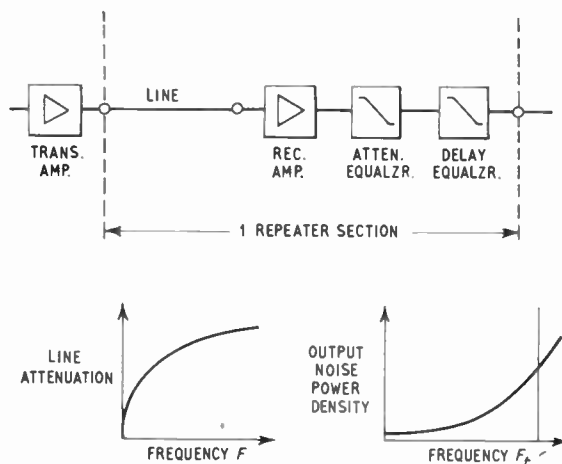 LINE
TRANS.
AMP.
REC.
AMP.
ATTEN.
EQUALZR.
DELAY
EQUALZR.
1 REPEATER SECTION
LINE
ATTENUATION
FREQUENCY F
OUTPUT
NOISE
POWER
DENSITY
FREQUENCY Ft